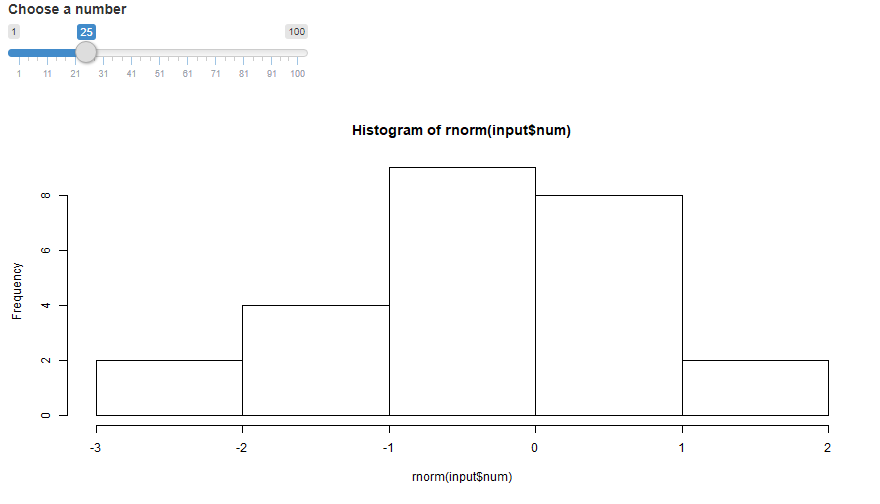 Choose a number
1 25 100
1 11 21 31 41 51 61 71 81 91 100
Histogram of rnorm(input$num)
Frequency
8
6
4
2
0
-3 -2 -1 0 1 2
rnorm(input$num)